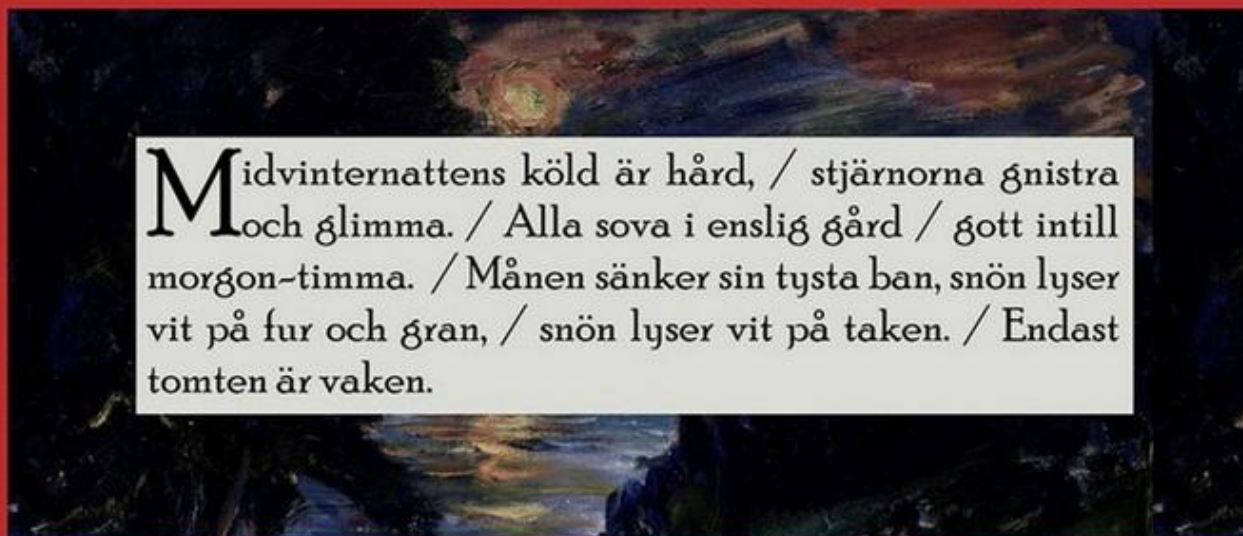 Midvinternattens köld är hård, / stjärnorna gnistra
och glimma. / Alla sova i enslig gård / gott intill
morgon-timma. / Månen sänker sin tysta ban, snön lyser
vit på fur och gran, / snön lyser vit på taken. / Endast
tomten är vaken.